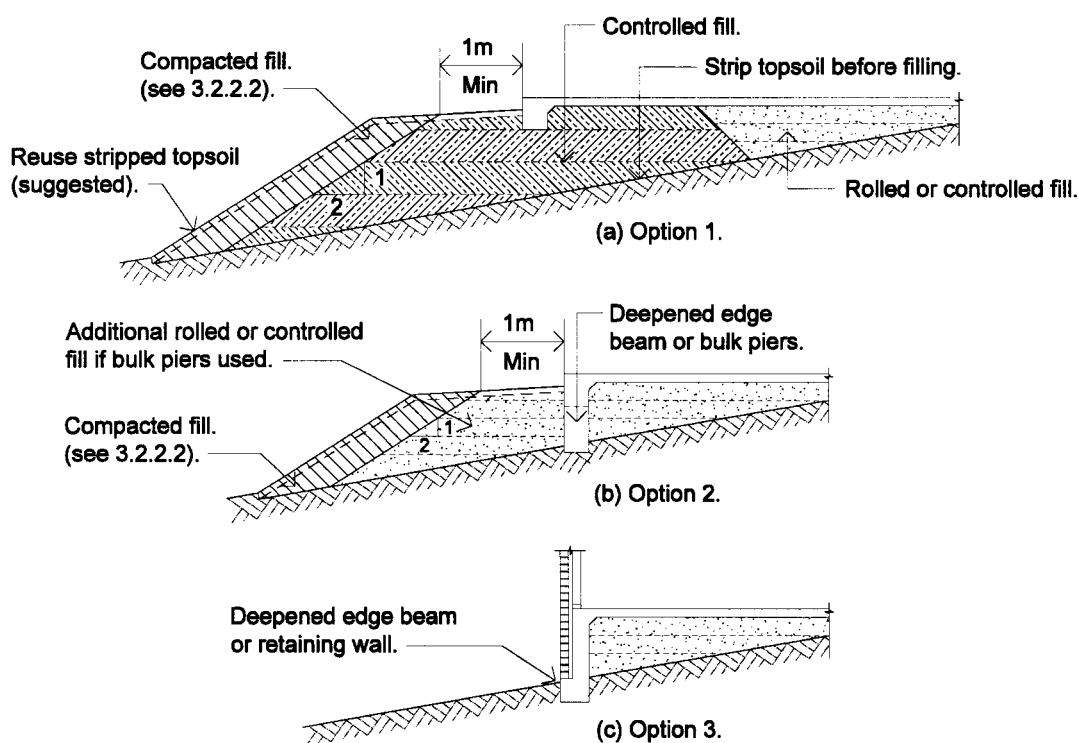 Controlled fill.
1m
Min
Compacted fill.
(see 3.2.2.2).
Strip topsoil before filling.
Reuse stripped topsoil
(suggested).
1
2
Rolled or controlled fill.
(a) Option 1.
Additional rolled or controlled
fill if bulk piers used.
1m
Min
Deepened edge
beam or bulk piers.
Compacted fill.
(see 3.2.2.2).
1
2
(b) Option 2.
Deepened edge beam
or retaining wall.
(c) Option 3.